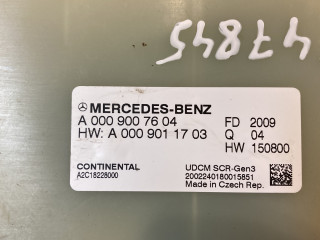 47845
MERCEDES-BENZ
A 000 900 76 04 FD 2009
HW: A 000 901 17 03 Q 04
HW 150800
CONTINENTAL UDCM SCR-Gen3
A2C18228000 2002240180015851
Made in Czech Rep.